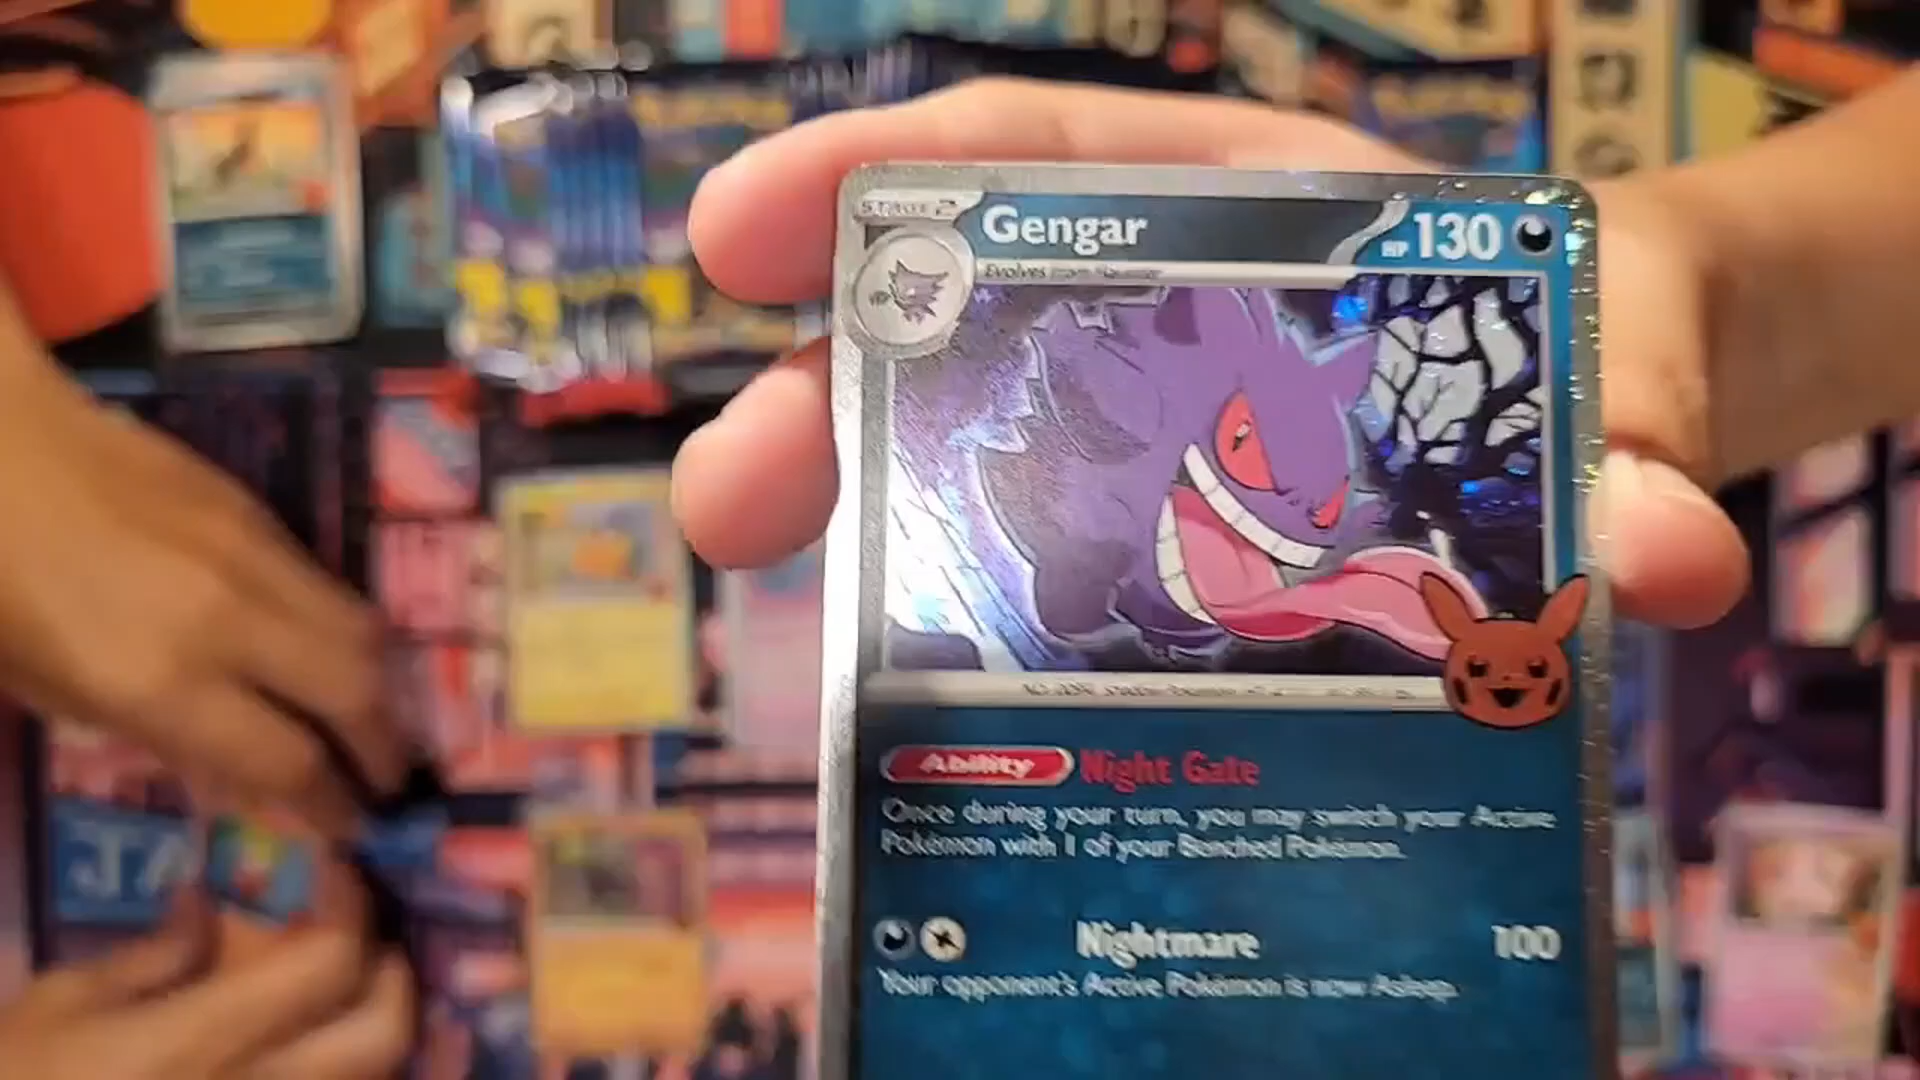 STAGE 2
Gengar
HP 130
Evolves from Haunter
Ability Night Gate
Once during your turn, you may switch your Active
Pokémon with 1 of your Benched Pokémon.
Nightmare 100
Your opponent's Active Pokémon is now Asleep.